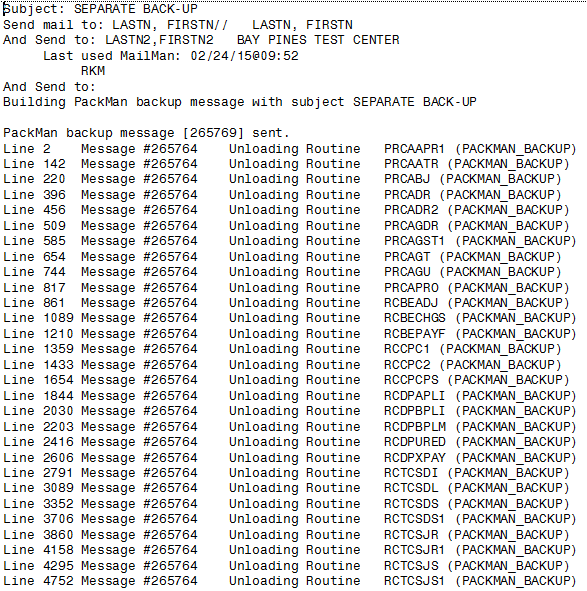 Subject: SEPARATE BACK-UP
Send mail to: LASTN, FIRSTN//   LASTN, FIRSTN
And Send to: LASTN2,FIRSTN2   BAY PINES TEST CENTER
Last used MailMan: 02/24/15@09:52
RKM
And Send to:
Building PackMan backup message with subject SEPARATE BACK-UP
PackMan backup message [265769] sent.
Line 2    Message #265764    Unloading Routine   PRCAAPR1 (PACKMAN_BACKUP)
Line 142  Message #265764    Unloading Routine   PRCAATR (PACKMAN_BACKUP)
Line 220  Message #265764    Unloading Routine   PRCABJ (PACKMAN_BACKUP)
Line 396  Message #265764    Unloading Routine   PRCADR (PACKMAN_BACKUP)
Line 456  Message #265764    Unloading Routine   PRCADR2 (PACKMAN_BACKUP)
Line 509  Message #265764    Unloading Routine   PRCAGDR (PACKMAN_BACKUP)
Line 585  Message #265764    Unloading Routine   PRCAGST1 (PACKMAN_BACKUP)
Line 654  Message #265764    Unloading Routine   PRCAGT (PACKMAN_BACKUP)
Line 744  Message #265764    Unloading Routine   PRCAGU (PACKMAN_BACKUP)
Line 817  Message #265764    Unloading Routine   PRCAPRO (PACKMAN_BACKUP)
Line 861  Message #265764    Unloading Routine   RCBEADJ (PACKMAN_BACKUP)
Line 1089 Message #265764    Unloading Routine   RCBECHGS (PACKMAN_BACKUP)
Line 1210 Message #265764    Unloading Routine   RCBEPAYF (PACKMAN_BACKUP)
Line 1359 Message #265764    Unloading Routine   RCCPC1 (PACKMAN_BACKUP)
Line 1433 Message #265764    Unloading Routine   RCCPC2 (PACKMAN_BACKUP)
Line 1654 Message #265764    Unloading Routine   RCCPCPS (PACKMAN_BACKUP)
Line 1844 Message #265764    Unloading Routine   RCDPAPLI (PACKMAN_BACKUP)
Line 2030 Message #265764    Unloading Routine   RCDPBPLI (PACKMAN_BACKUP)
Line 2203 Message #265764    Unloading Routine   RCDPBPLM (PACKMAN_BACKUP)
Line 2416 Message #265764    Unloading Routine   RCDPURED (PACKMAN_BACKUP)
Line 2606 Message #265764    Unloading Routine   RCDPXPAY (PACKMAN_BACKUP)
Line 2791 Message #265764    Unloading Routine   RCTCSDI (PACKMAN_BACKUP)
Line 3089 Message #265764    Unloading Routine   RCTCSDL (PACKMAN_BACKUP)
Line 3352 Message #265764    Unloading Routine   RCTCSDS (PACKMAN_BACKUP)
Line 3706 Message #265764    Unloading Routine   RCTCSDS1 (PACKMAN_BACKUP)
Line 3860 Message #265764    Unloading Routine   RCTCSJR (PACKMAN_BACKUP)
Line 4158 Message #265764    Unloading Routine   RCTCSJR1 (PACKMAN_BACKUP)
Line 4295 Message #265764    Unloading Routine   RCTCSJS (PACKMAN_BACKUP)
Line 4752 Message #265764    Unloading Routine   RCTCSJS1 (PACKMAN_BACKUP)